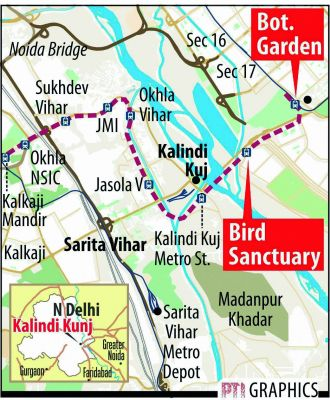 Bot.
Garden
Noida Bridge
Sec 16
Sec 17
Sukhdev
Vihar
JMI
Okhla
Vihar
Okhla
NSIC
Kalindi
Kuj
Jasola V
Kalkaji
Mandir
Bird
Sanctuary
Kalkaji
Sarita Vihar
Kalindi Kuj
Metro St.
N Delhi
Kalindi Kunj
Greater
Noida
Gurgaon
Faridabad
Sarita
Vihar
Metro
Depot
Madanpur
Khadar
PTI GRAPHICS